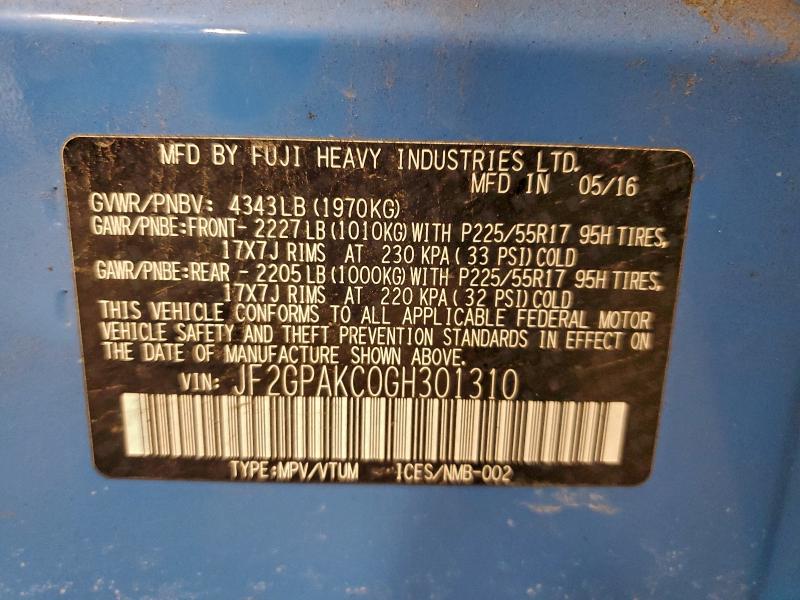 MFD BY FUJI HEAVY INDUSTRIES LTD.
MFD IN 05/16
GVWR/PNBV: 4343LB (1970KG)
GAWR/PNBE:FRONT- 2227LB (1010KG) WITH P225/55R17 95H TIRES,
17X7J RIMS AT 230 KPA ( 33 PSI) COLD
GAWR/PNBE:REAR - 2205LB (1000KG) WITH P225/55R17 95H TIRES,
17X7J RIMS AT 220 KPA ( 32 PSI) COLD
THIS VEHICLE CONFORMS TO ALL APPLICABLE FEDERAL MOTOR
VEHICLE SAFETY AND THEFT PREVENTION STANDARDS IN EFFECT ON
THE DATE OF MANUFACTURE SHOWN ABOVE.
VIN: JF2GPAKC0GH301310
TYPE:MPV/VTUM ICES/NMB-002